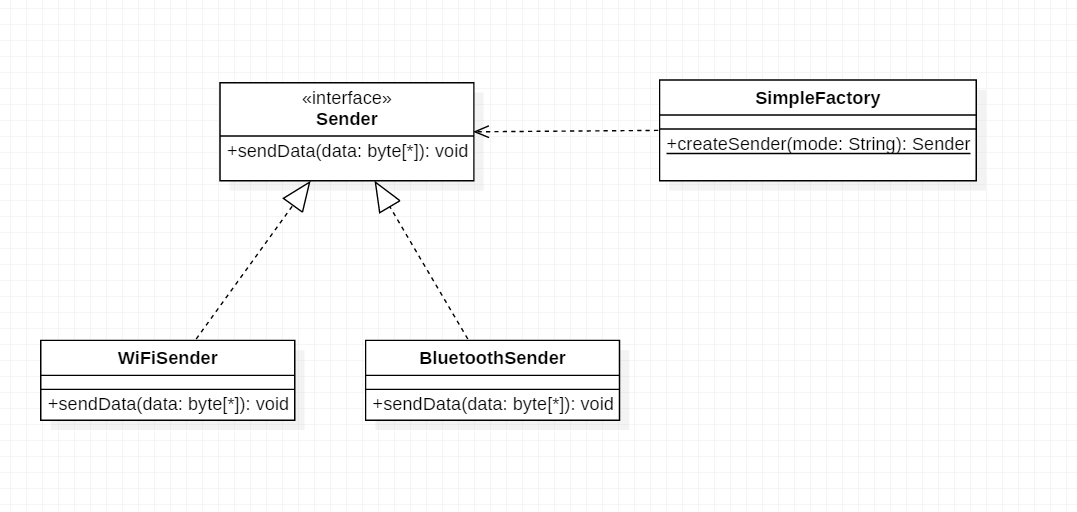 «interface»
Sender
+sendData(data: byte[*]): void
SimpleFactory
+createSender(mode: String): Sender
WiFiSender
+sendData(data: byte[*]): void
BluetoothSender
+sendData(data: byte[*]): void